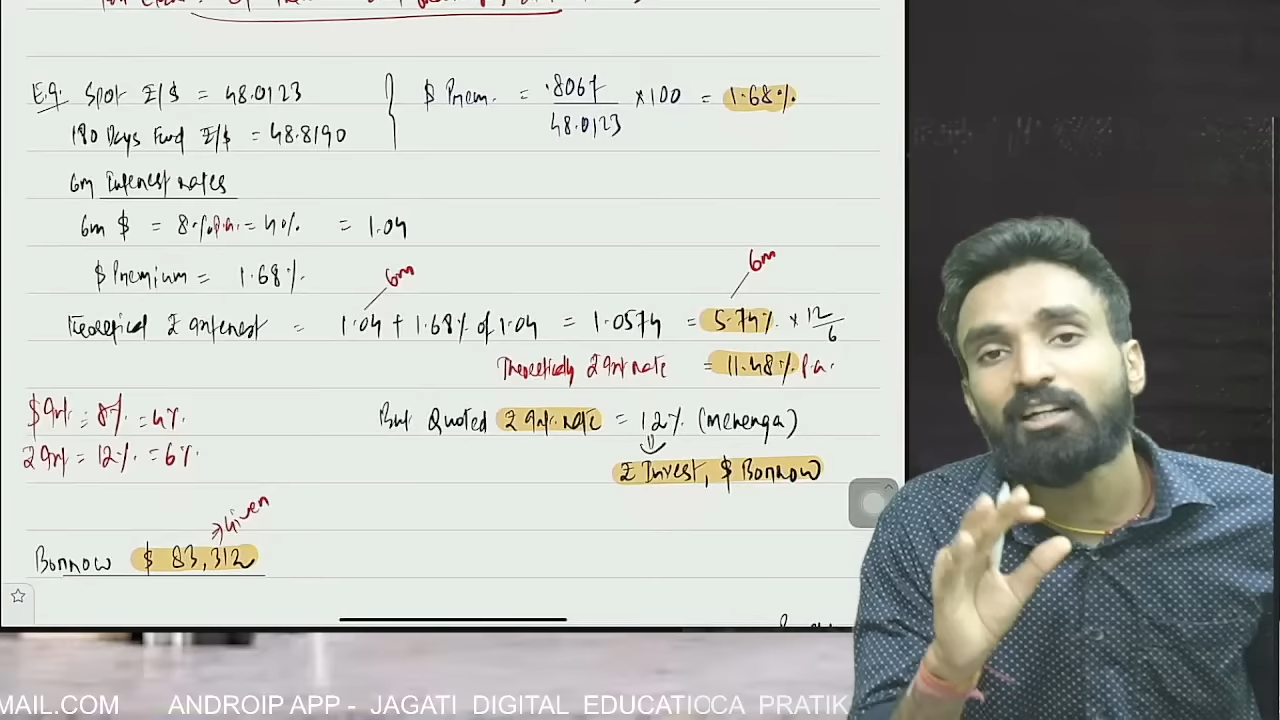 E.g. Spot ₹/$ = 48.0123
180 Days Fwd ₹/$ = 48.8190
$ Prem. = .8067 / 48.0123 × 100 = 1.68%
6m Interest rates
6m $ = 8% p.a. = 4% = 1.04
$ Premium = 1.68%
6m
6m
Theoretical ₹ Interest = 1.04 + 1.68% of 1.04 = 1.0574 = 5.74% × 12/6
Theoretically ₹ Int rate = 11.48% p.a.
$ Int = 8% = 4%
₹ Int = 12% = 6%
But Quoted ₹ Int. rate = 12% (Mehenga)
₹ Invest, $ Borrow
⇒ Given
Borrow $ 83,312
MAIL.COM ANDROIP APP - JAGATI DIGITAL EDUCATIOCA PRATIK